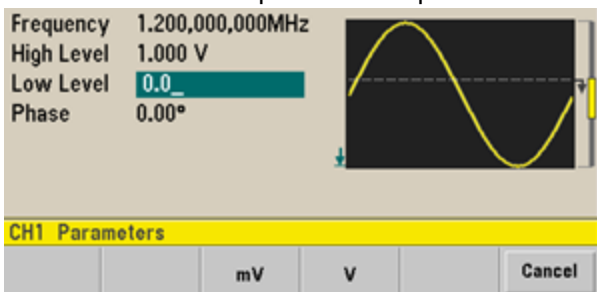 Frequency 1.200,000,000MHz
High Level 1.000 V
Low Level 0.0_
Phase 0.00°
CH1 Parameters
mV V Cancel